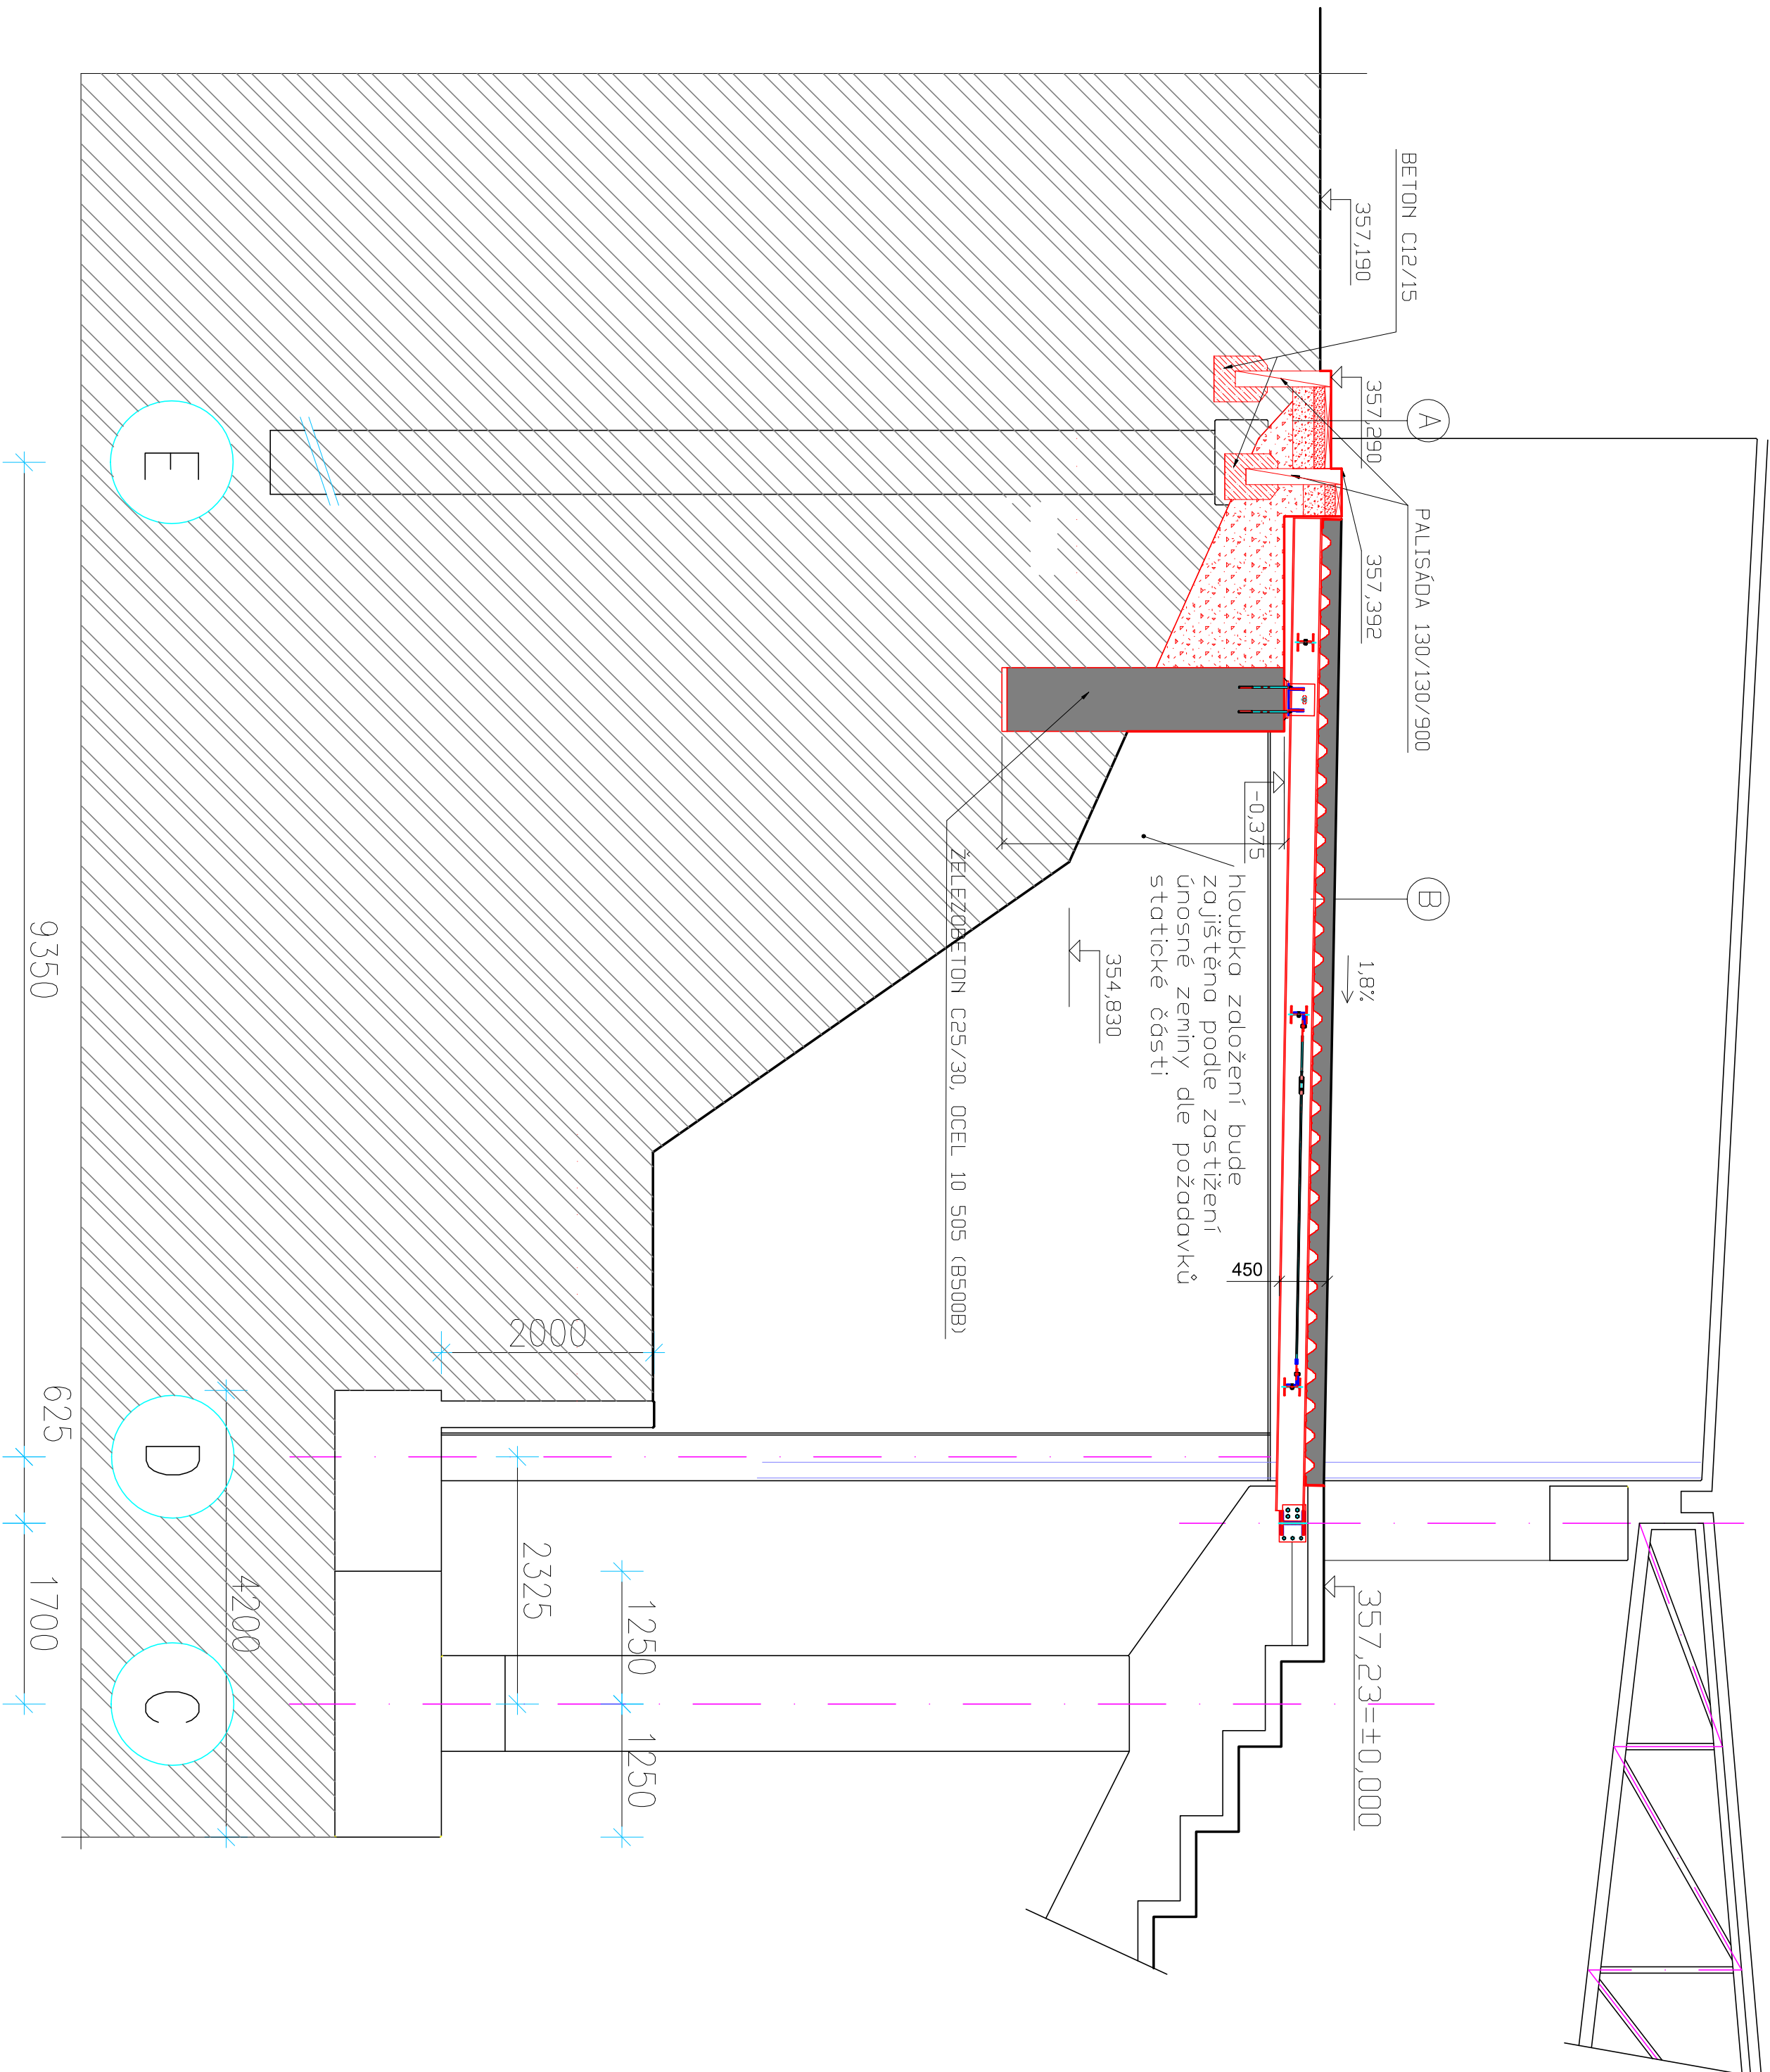 BETON C12/15
357,190
357,290
A
PALISÁDA 130/130/900
357,392
B
1,8%
-0,375
hloubka založení bude
zajištěna podle zastižení
únosné zeminy dle požadavků
statické části
354,830
ŽELEZOBETON C25/30, OCEL 10 505 (B500B)
450
357,23=±0,000
2000
2325
1250
1250
4200
E
D
C
9350
625
1700